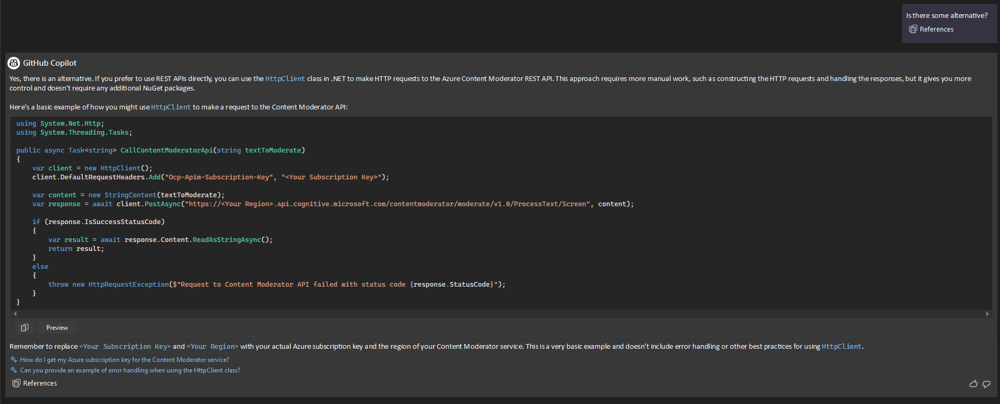 Is there some alternative?
References
GitHub Copilot
Yes, there is an alternative. If you prefer to use REST APIs directly, you can use the HttpClient class in .NET to make HTTP requests to the Azure Content Moderator REST API. This approach requires more manual work, such as constructing the HTTP requests and handling the responses, but it gives you more
control and doesn't require any additional NuGet packages.
Here's a basic example of how you might use HttpClient to make a request to the Content Moderator API:
using System.Net.Http;
using System.Threading.Tasks;
public async Task<string> CallContentModeratorApi(string textToModerate)
{
    var client = new HttpClient();
    client.DefaultRequestHeaders.Add("Ocp-Apim-Subscription-Key", "<Your Subscription Key>");
    var content = new StringContent(textToModerate);
    var response = await client.PostAsync("https://<Your Region>.api.cognitive.microsoft.com/contentmoderator/moderate/v1.0/ProcessText/Screen", content);
    if (response.IsSuccessStatusCode)
    {
        var result = await response.Content.ReadAsStringAsync();
        return result;
    }
    else
    {
        throw new HttpRequestException($"Request to Content Moderator API failed with status code {response.StatusCode}");
    }
}
Preview
Remember to replace <Your Subscription Key> and <Your Region> with your actual Azure subscription key and the region of your Content Moderator service. This is a very basic example and doesn't include error handling or other best practices for using HttpClient.
How do I get my Azure subscription key for the Content Moderator service?
Can you provide an example of error handling when using the HttpClient class?
References